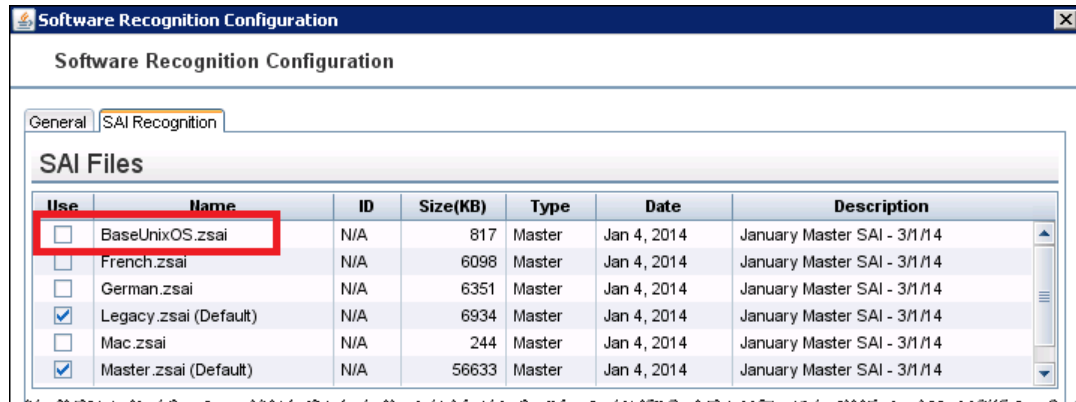 Software Recognition Configuration
Software Recognition Configuration
General SAI Recognition
SAI Files
Use Name ID Size(KB) Type Date Description
BaseUnixOS.zsai N/A 817 Master Jan 4, 2014 January Master SAI - 3/1/14
French.zsai N/A 6098 Master Jan 4, 2014 January Master SAI - 3/1/14
German.zsai N/A 6351 Master Jan 4, 2014 January Master SAI - 3/1/14
Legacy.zsai (Default) N/A 6934 Master Jan 4, 2014 January Master SAI - 3/1/14
Mac.zsai N/A 244 Master Jan 4, 2014 January Master SAI - 3/1/14
Master.zsai (Default) N/A 56633 Master Jan 4, 2014 January Master SAI - 3/1/14